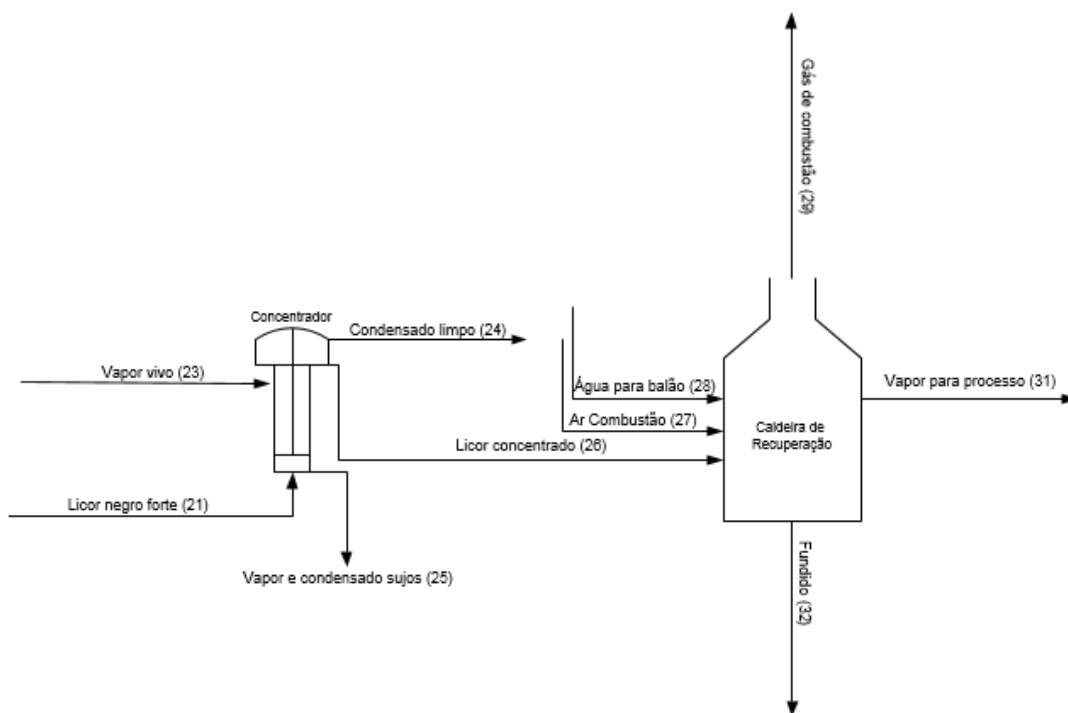 Gás de combustão (29)
Concentrador
Condensado limpo (24)
Vapor vivo (23)
Água para balão (28)
Vapor para processo (31)
Ar Combustão (27)
Caldeira de
Recuperação
Licor concentrado (26)
Licor negro forte (21)
Vapor e condensado sujos (25)
Fundido (32)